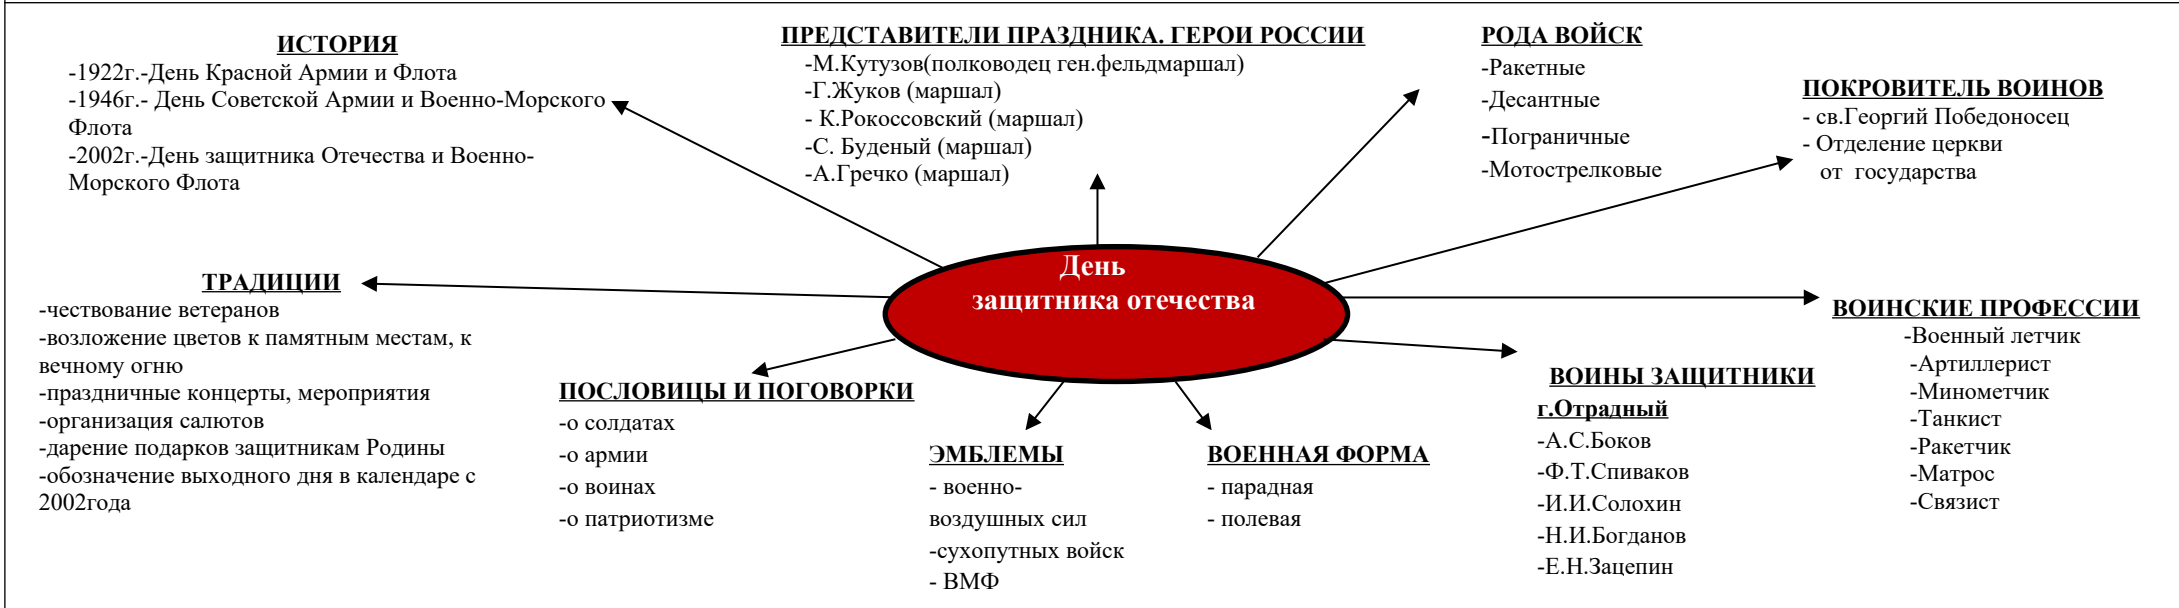 ИСТОРИЯ
-1922г.-День Красной Армии и Флота
-1946г.- День Советской Армии и Военно-Морского
Флота
-2002г.-День защитника Отечества и Военно-
Морского Флота
ПРЕДСТАВИТЕЛИ ПРАЗДНИКА. ГЕРОИ РОССИИ
-М.Кутузов(полководец ген.фельдмаршал)
-Г.Жуков (маршал)
- К.Рокоссовский (маршал)
-С. Буденый (маршал)
-А.Гречко (маршал)
РОДА ВОЙСК
-Ракетные
-Десантные
-Пограничные
-Мотострелковые
ПОКРОВИТЕЛЬ ВОИНОВ
- св.Георгий Победоносец
- Отделение церкви
от государства
День
защитника отечества
ТРАДИЦИИ
-чествование ветеранов
-возложение цветов к памятным местам, к
вечному огню
-праздничные концерты, мероприятия
-организация салютов
-дарение подарков защитникам Родины
-обозначение выходного дня в календаре с
2002года
ПОСЛОВИЦЫ И ПОГОВОРКИ
-о солдатах
-о армии
-о воинах
-о патриотизме
ЭМБЛЕМЫ
- военно-
воздушных сил
-сухопутных войск
- ВМФ
ВОЕННАЯ ФОРМА
- парадная
- полевая
ВОИНЫ ЗАЩИТНИКИ
г.Отрадный
-А.С.Боков
-Ф.Т.Спиваков
-И.И.Солохин
-Н.И.Богданов
-Е.Н.Зацепин
ВОИНСКИЕ ПРОФЕССИИ
-Военный летчик
-Артиллерист
-Минометчик
-Танкист
-Ракетчик
-Матрос
-Связист